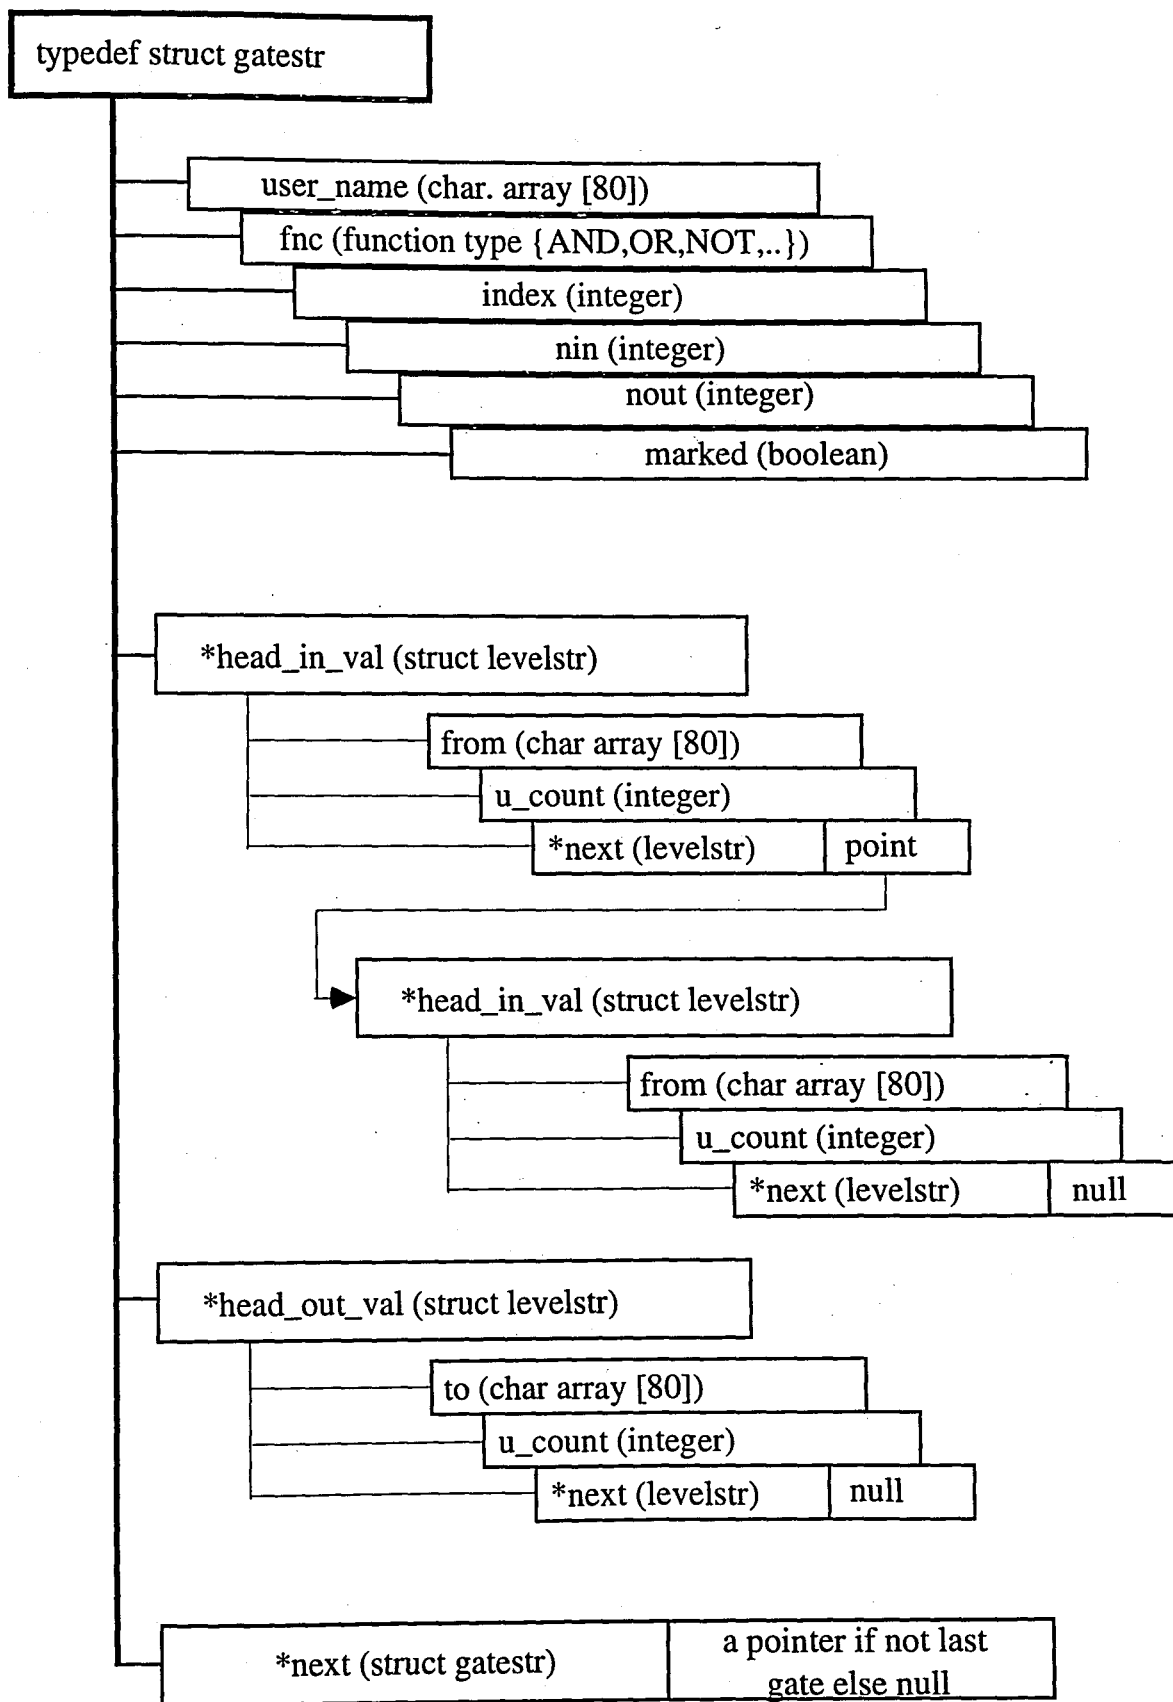 typedef struct gatestr
user_name (char. array [80])
fnc (function type {AND,OR,NOT,..})
index (integer)
nin (integer)
nout (integer)
marked (boolean)
*head_in_val (struct levelstr)
from (char array [80])
u_count (integer)
*next (levelstr) point
*head_in_val (struct levelstr)
from (char array [80])
u_count (integer)
*next (levelstr) null
*head_out_val (struct levelstr)
to (char array [80])
u_count (integer)
*next (levelstr) null
*next (struct gatestr)
a pointer if not last
gate else null